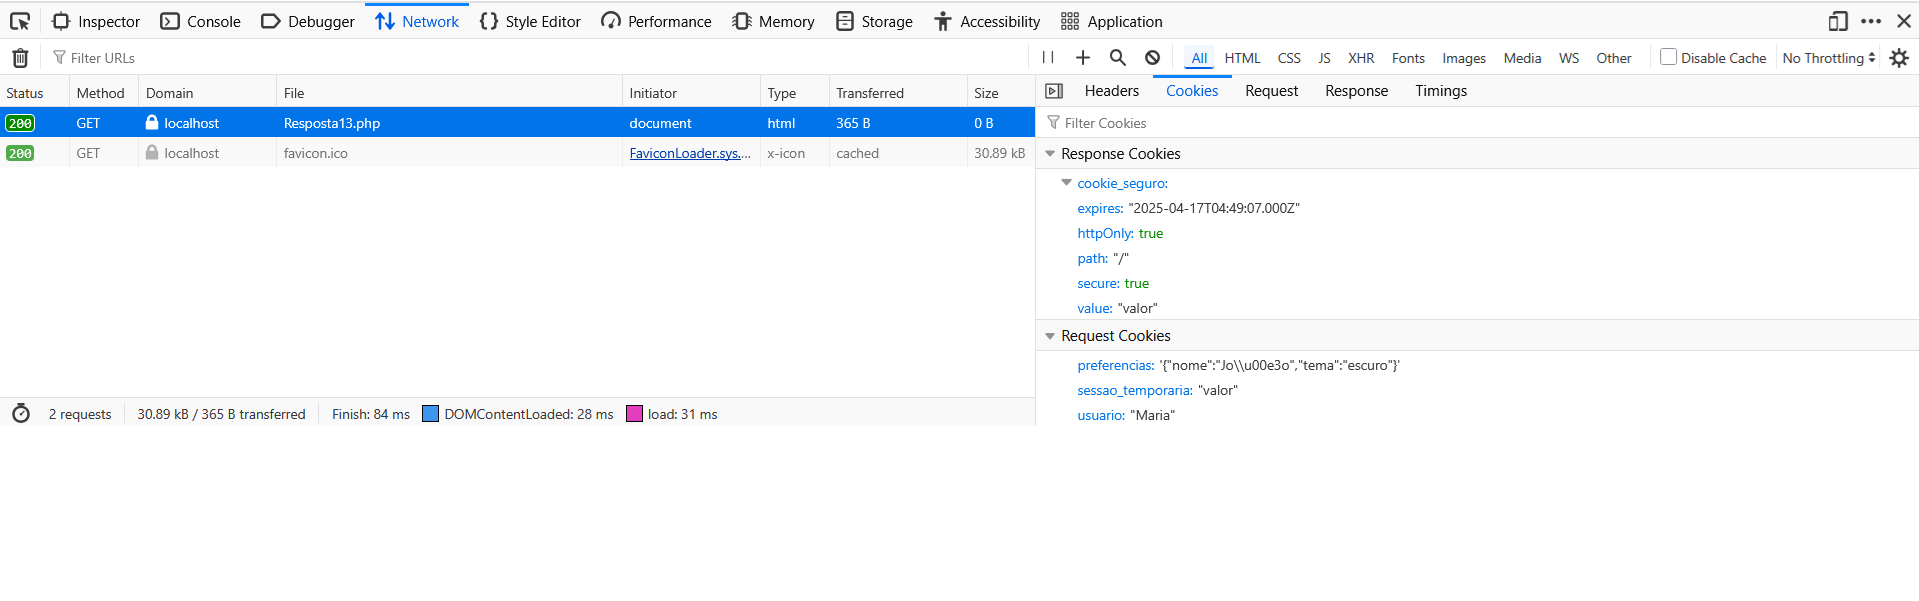 Inspector Console Debugger Network Style Editor Performance Memory Storage Accessibility Application
Filter URLs All HTML CSS JS XHR Fonts Images Media WS Other Disable Cache No Throttling
Status Method Domain File Initiator Type Transferred Size
200 GET localhost Resposta13.php document html 365 B 0 B
200 GET localhost favicon.ico FaviconLoader.sys.... x-icon cached 30.89 kB
2 requests 30.89 kB / 365 B transferred Finish: 84 ms DOMContentLoaded: 28 ms load: 31 ms
Headers Cookies Request Response Timings
Filter Cookies
Response Cookies
cookie_seguro:
expires: "2025-04-17T04:49:07.000Z"
httpOnly: true
path: "/"
secure: true
value: "valor"
Request Cookies
preferencias: '{"nome":"Jo\\u00e3o","tema":"escuro"}'
sessao_temporaria: "valor"
usuario: "Maria"